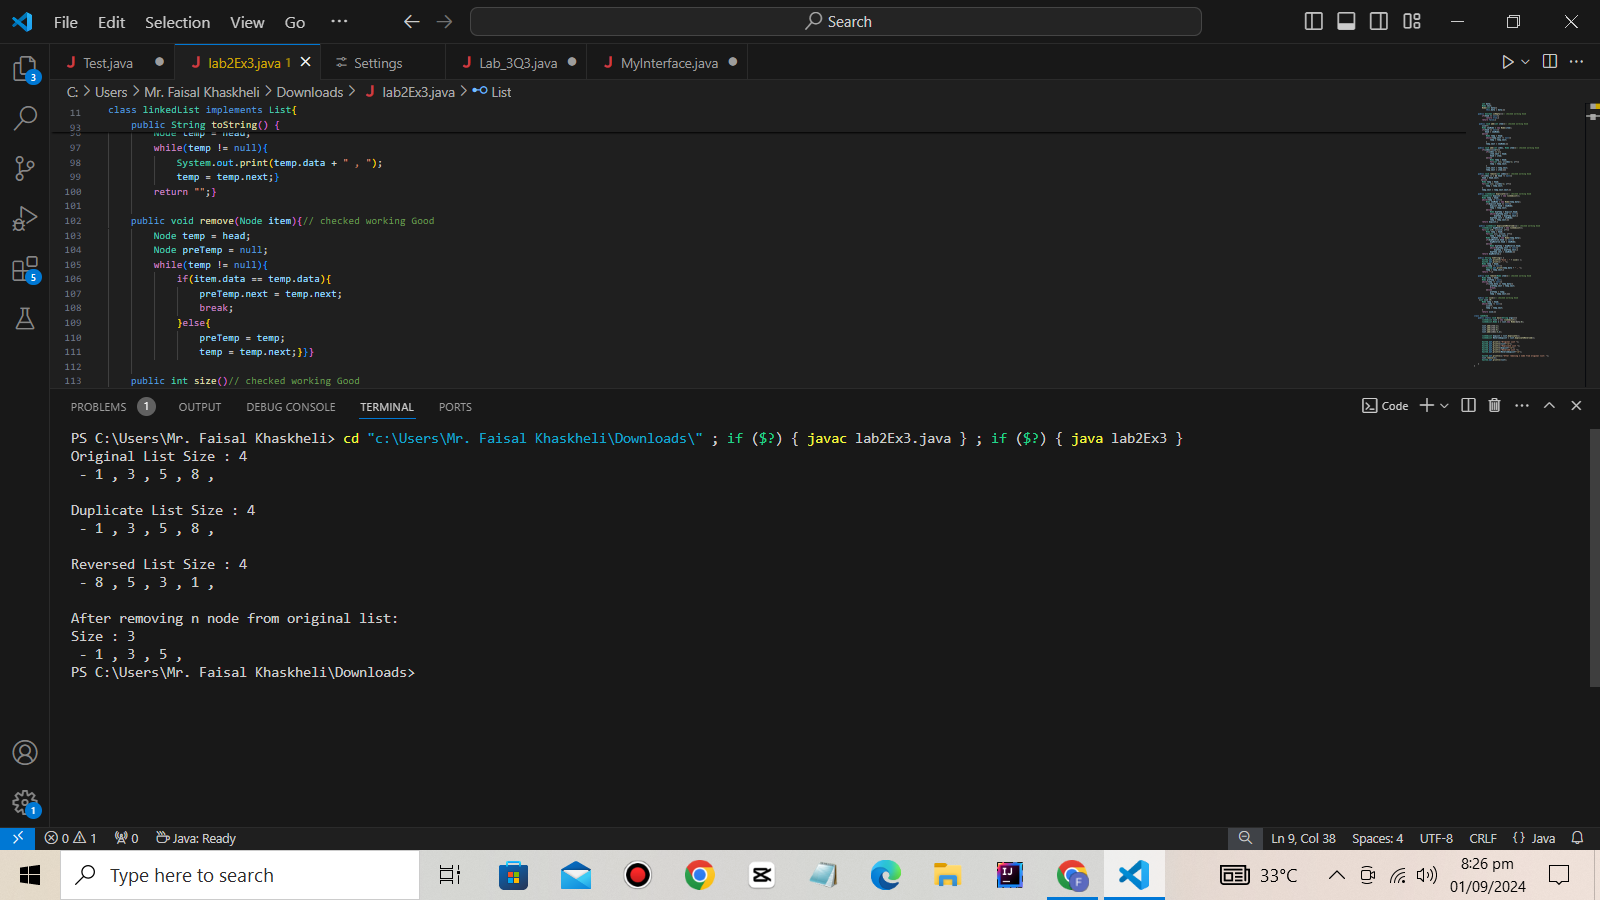 File Edit Selection View Go ··· Search
Test.java lab2Ex3.java 1 Settings Lab_3Q3.java MyInterface.java
C: > Users > Mr. Faisal Khaskheli > Downloads > lab2Ex3.java > List
11 class linkedList implements List{
93 public String toString() {
96 Node temp = head;
97 while(temp != null){
98 System.out.print(temp.data + " , ");
99 temp = temp.next;}
100 return "";}
101
102 public void remove(Node item){// checked working Good
103 Node temp = head;
104 Node preTemp = null;
105 while(temp != null){
106 if(item.data == temp.data){
107 preTemp.next = temp.next;
108 break;
109 }else{
110 preTemp = temp;
111 temp = temp.next;}}}
112
113 public int size()// checked working Good
PROBLEMS 1 OUTPUT DEBUG CONSOLE TERMINAL PORTS Code
PS C:\Users\Mr. Faisal Khaskheli> cd "c:\Users\Mr. Faisal Khaskheli\Downloads\" ; if ($?) { javac lab2Ex3.java } ; if ($?) { java lab2Ex3 }
Original List Size : 4
- 1 , 3 , 5 , 8 ,
Duplicate List Size : 4
- 1 , 3 , 5 , 8 ,
Reversed List Size : 4
- 8 , 5 , 3 , 1 ,
After removing n node from original list:
Size : 3
- 1 , 3 , 5 ,
PS C:\Users\Mr. Faisal Khaskheli\Downloads>
3
5
1
0 1 0 Java: Ready Ln 9, Col 38 Spaces: 4 UTF-8 CRLF {} Java
Type here to search 33°C 8:26 pm
01/09/2024